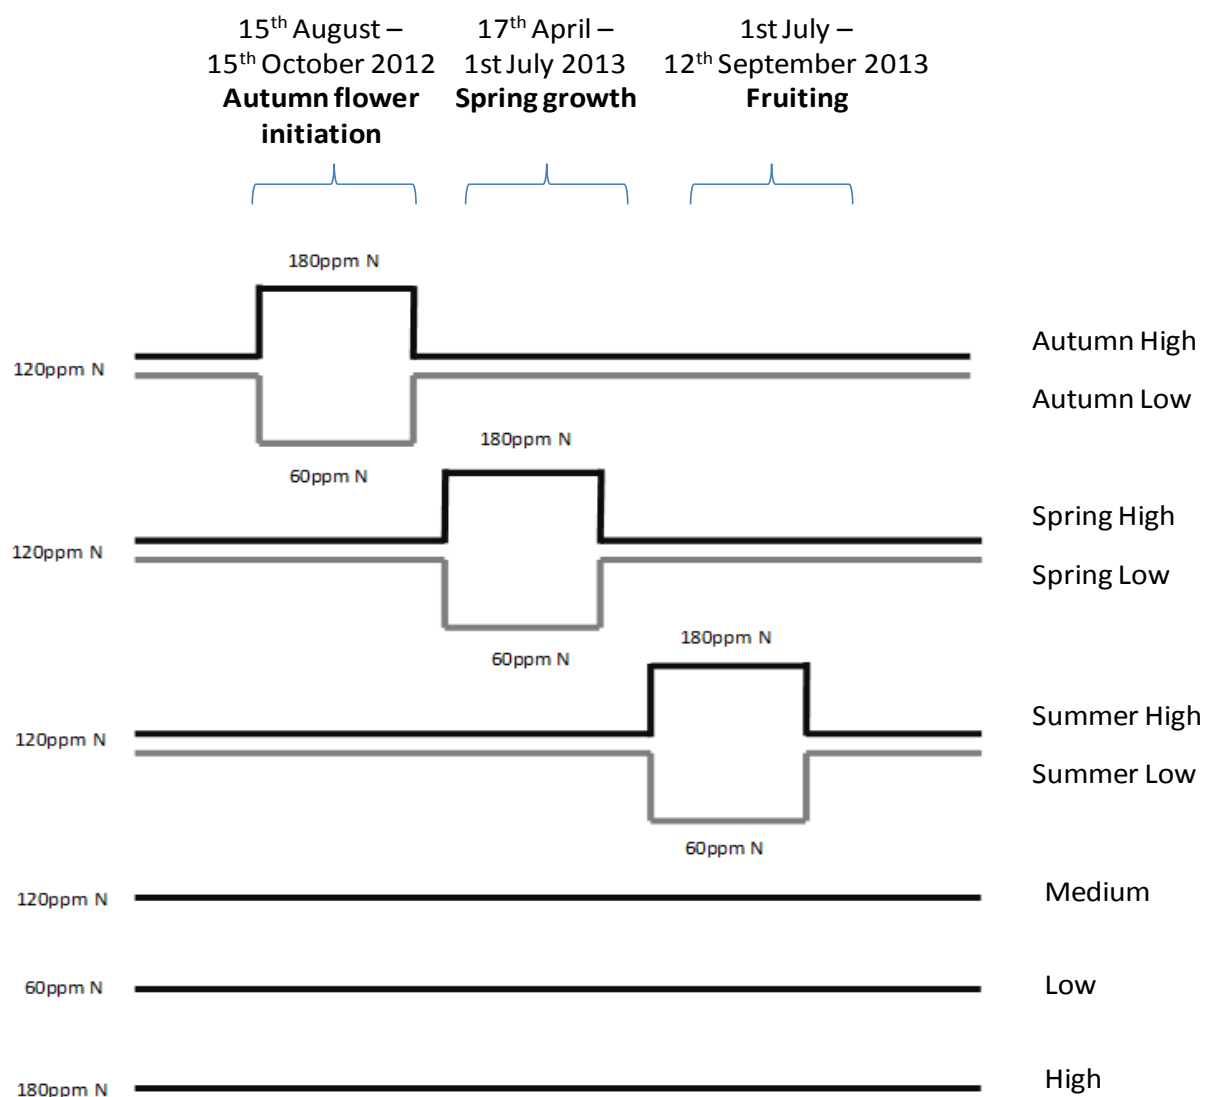 15th August –
15th October 2012
Autumn flower
initiation
17th April –
1st July 2013
Spring growth
1st July –
12th September 2013
Fruiting
180ppm N
120ppm N
60ppm N
Autumn High
Autumn Low
180ppm N
120ppm N
60ppm N
Spring High
Spring Low
180ppm N
120ppm N
60ppm N
Summer High
Summer Low
120ppm N
Medium
60ppm N
Low
180ppm N
High